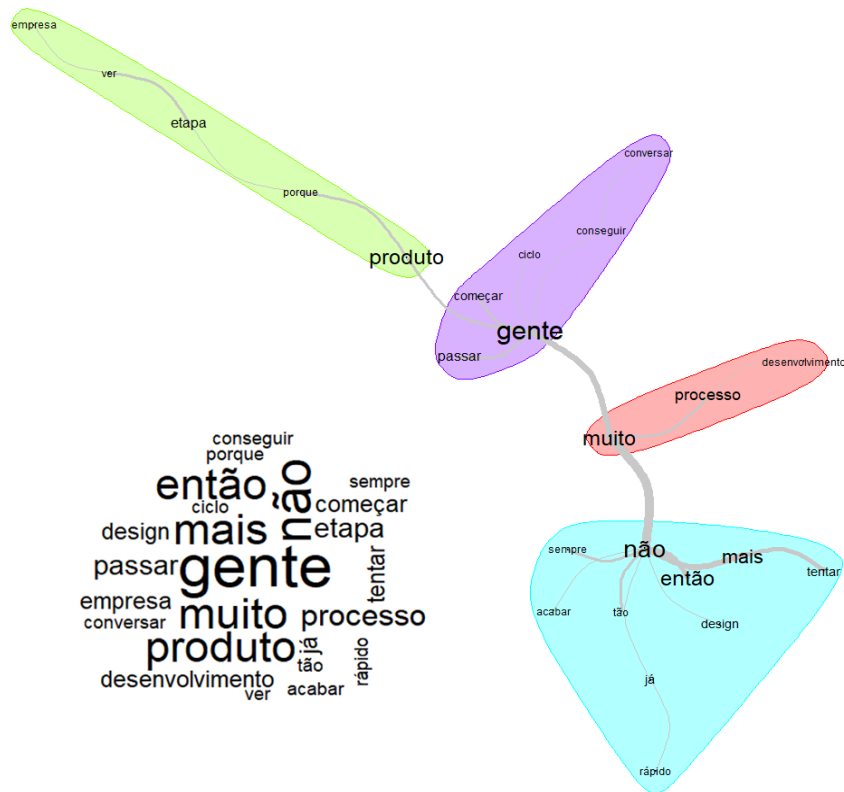 empresa
ver
etapa
porque
produto
conversar
conseguir
ciclo
começar
gente
passar
desenvolvimento
processo
muito
não
sempre
mais
então
tentar
acabar
tão
design
já
rápido
conseguir
porque
então
não
sempre
ciclo
começar
design
mais
etapa
passar
gente
tentar
empresa
muito
processo
conversar
produto
já
tão
rápido
desenvolvimento
acabar
ver